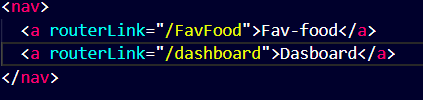 <nav>
<a routerLink="/FavFood">Fav-food</a>
<a routerLink="/dashboard">Dasboard</a>
</nav>